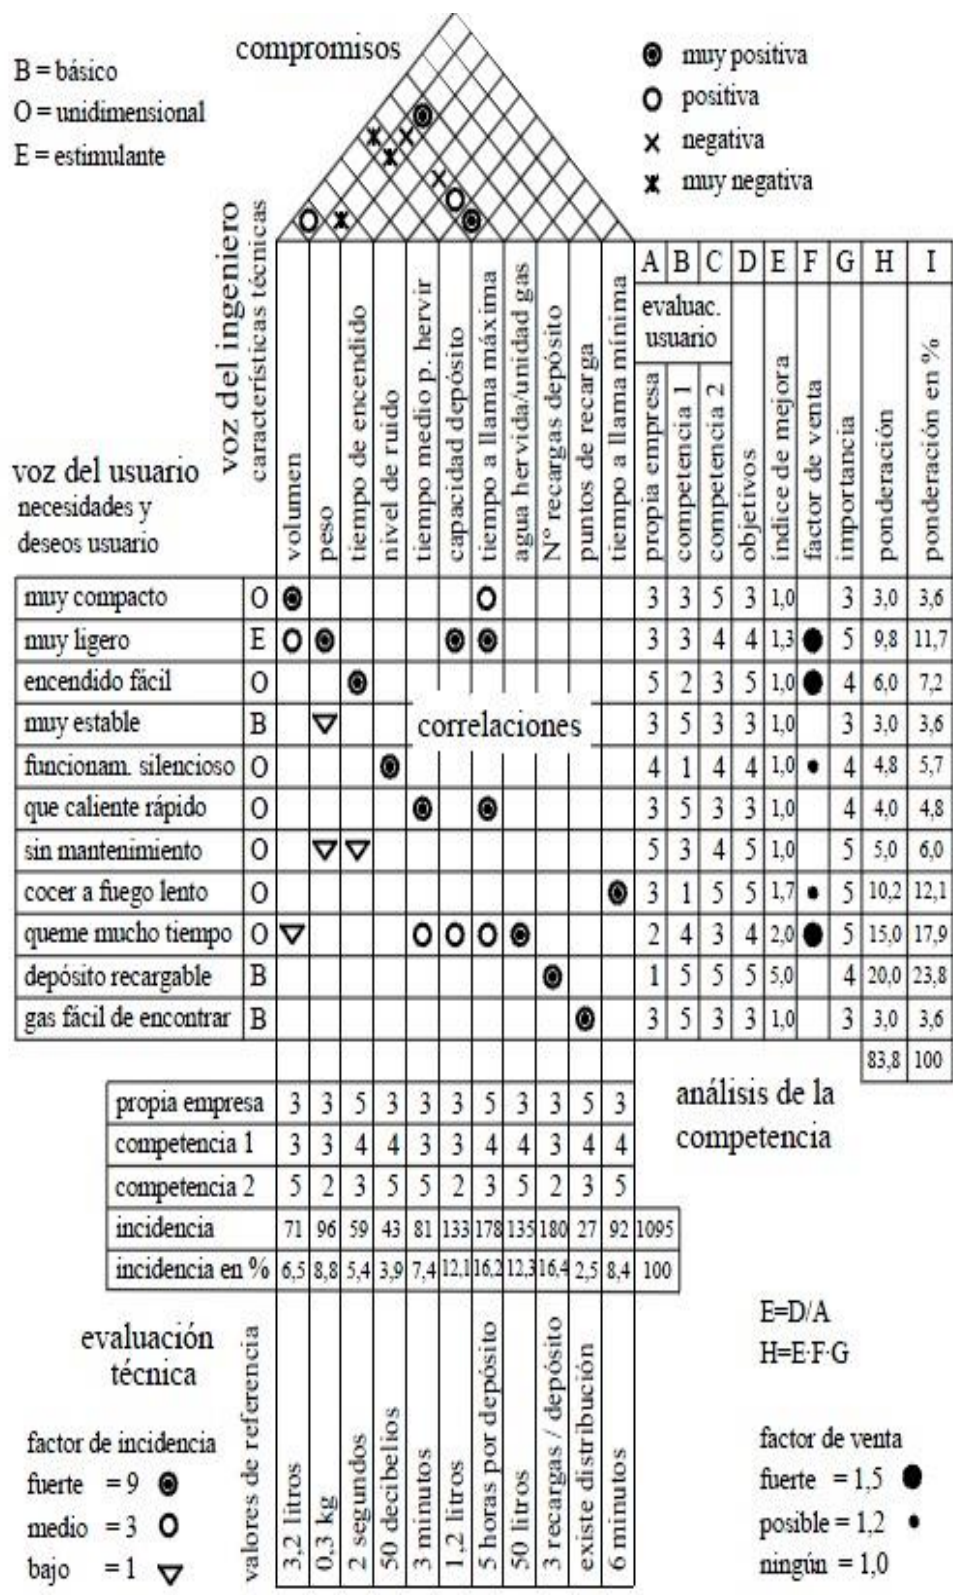 compromisos
B = básico
O = unidimensional
E = estimulante
muy positiva
positiva
negativa
muy negativa
voz del ingeniero
características técnicas
voz del usuario
necesidades y
deseos usuario
volumen
peso
tiempo de encendido
nivel de ruido
tiempo medio p. hervir
capacidad depósito
tiempo a llama máxima
agua hervida/unidad gas
Nº recargas depósito
puntos de recarga
tiempo a llama mínima
A B C D E F G H I
evaluac.
usuario
propia empresa
competencia 1
competencia 2
objetivos
índice de mejora
factor de venta
importancia
ponderación
ponderación en %
muy compacto O 3 3 5 3 1,0 3 3,0 3,6
muy ligero E 3 3 4 4 1,3 5 9,8 11,7
encendido fácil O 5 2 3 5 1,0 4 6,0 7,2
muy estable B 3 5 3 3 1,0 3 3,0 3,6
correlaciones
funcionam. silencioso O 4 1 4 4 1,0 4 4,8 5,7
que caliente rápido O 3 5 3 3 1,0 4 4,0 4,8
sin mantenimiento O 5 3 4 5 1,0 5 5,0 6,0
cocer a fuego lento O 3 1 5 5 1,7 5 10,2 12,1
queme mucho tiempo O 2 4 3 4 2,0 5 15,0 17,9
depósito recargable B 1 5 5 5 5,0 4 20,0 23,8
gas fácil de encontrar B 3 5 3 3 1,0 3 3,0 3,6
83,8 100
análisis de la
competencia
propia empresa 3 3 5 3 3 3 5 3 3 5 3
competencia 1 3 3 4 4 3 3 4 4 3 4 4
competencia 2 5 2 3 5 5 2 3 5 2 3 5
incidencia 71 96 59 43 81 133 178 135 180 27 92 1095
incidencia en % 6,5 8,8 5,4 3,9 7,4 12,1 16,2 12,3 16,4 2,5 8,4 100
evaluación
técnica
valores de referencia
3,2 litros
0,3 kg
2 segundos
50 decibelios
3 minutos
1,2 litros
5 horas por depósito
50 litros
3 recargas / depósito
existe distribución
6 minutos
factor de incidencia
fuerte = 9
medio = 3
bajo = 1
E=D/A
H=E·F·G
factor de venta
fuerte = 1,5
posible = 1,2
ningún = 1,0